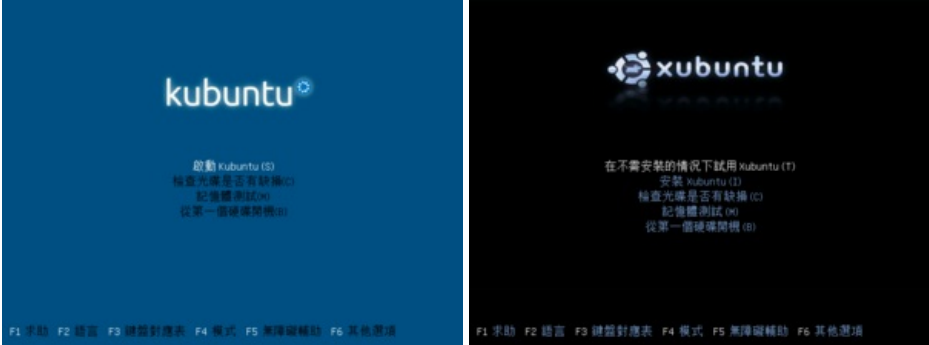 kubuntu
啟動 Kubuntu (S)
檢查光碟是否有缺損(C)
記憶體測試(M)
從第一個硬碟開機(B)
F1 求助 F2 語言 F3 鍵盤對應表 F4 模式 F5 無障礙輔助 F6 其他選項
xubuntu
在不需安裝的情況下試用 Xubuntu (T)
安裝 Xubuntu (I)
檢查光碟是否有缺損 (C)
記憶體測試 (M)
從第一個硬碟開機 (B)
F1 求助 F2 語言 F3 鍵盤對應表 F4 模式 F5 無障礙輔助 F6 其他選項